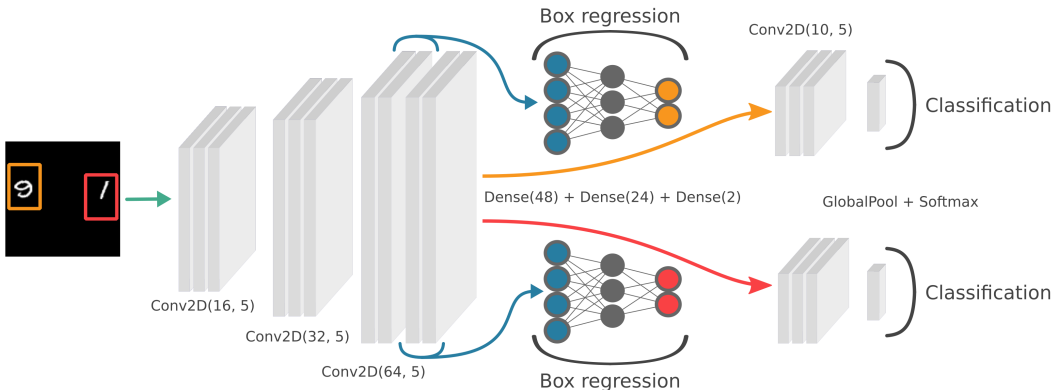 Box regression
Conv2D(10, 5)
Classification
Dense(48) + Dense(24) + Dense(2)
GlobalPool + Softmax
Conv2D(16, 5)
Conv2D(32, 5)
Conv2D(64, 5)
Classification
Box regression